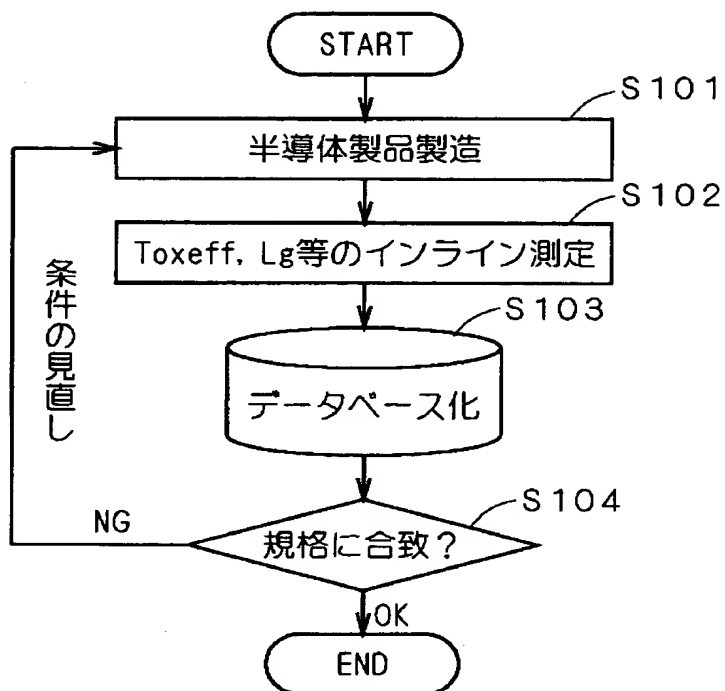 START
S101
半導体製品製造
S102
Toxeff, Lg等のインライン測定
条件の見直し
S103
データベース化
S104
規格に合致？
NG
OK
END